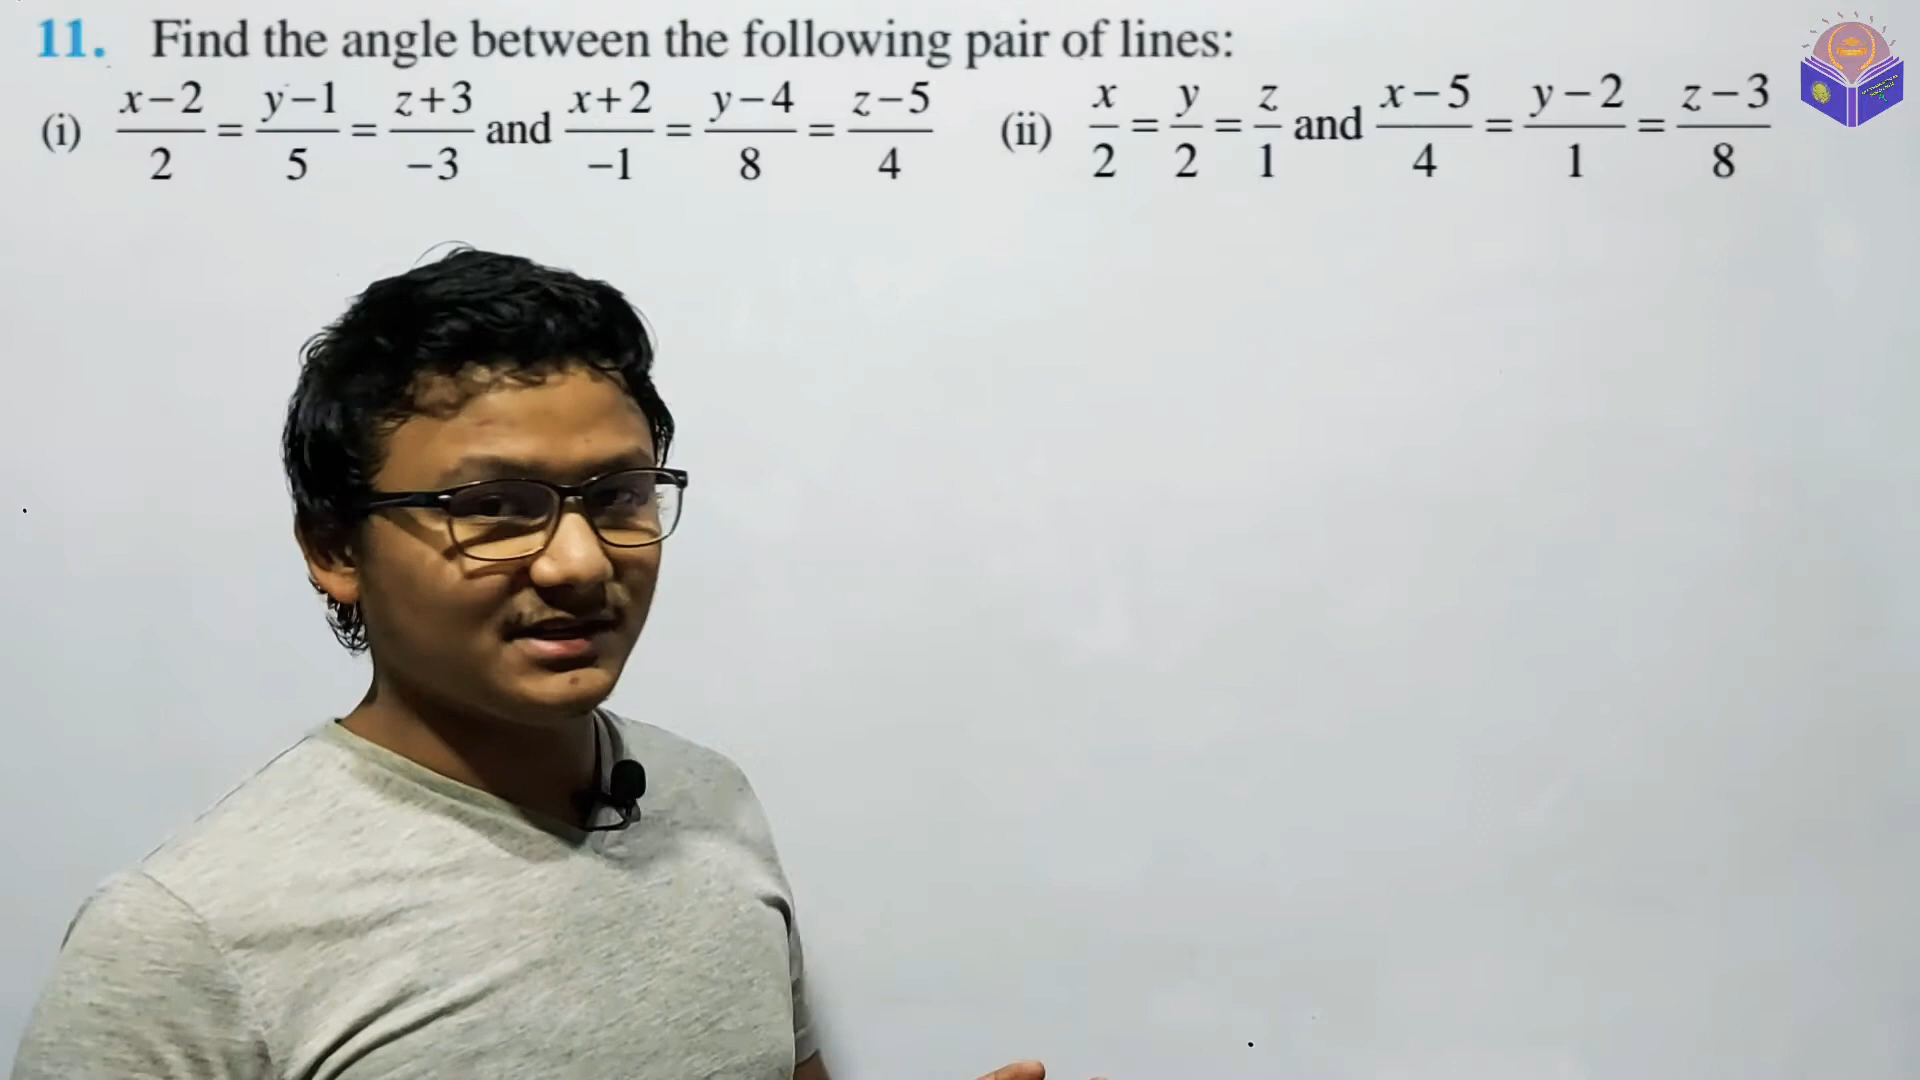 11. Find the angle between the following pair of lines:
(i) x−2/2 = y−1/5 = z+3/−3 and x+2/−1 = y−4/8 = z−5/4 (ii) x/2 = y/2 = z/1 and x−5/4 = y−2/1 = z−3/8